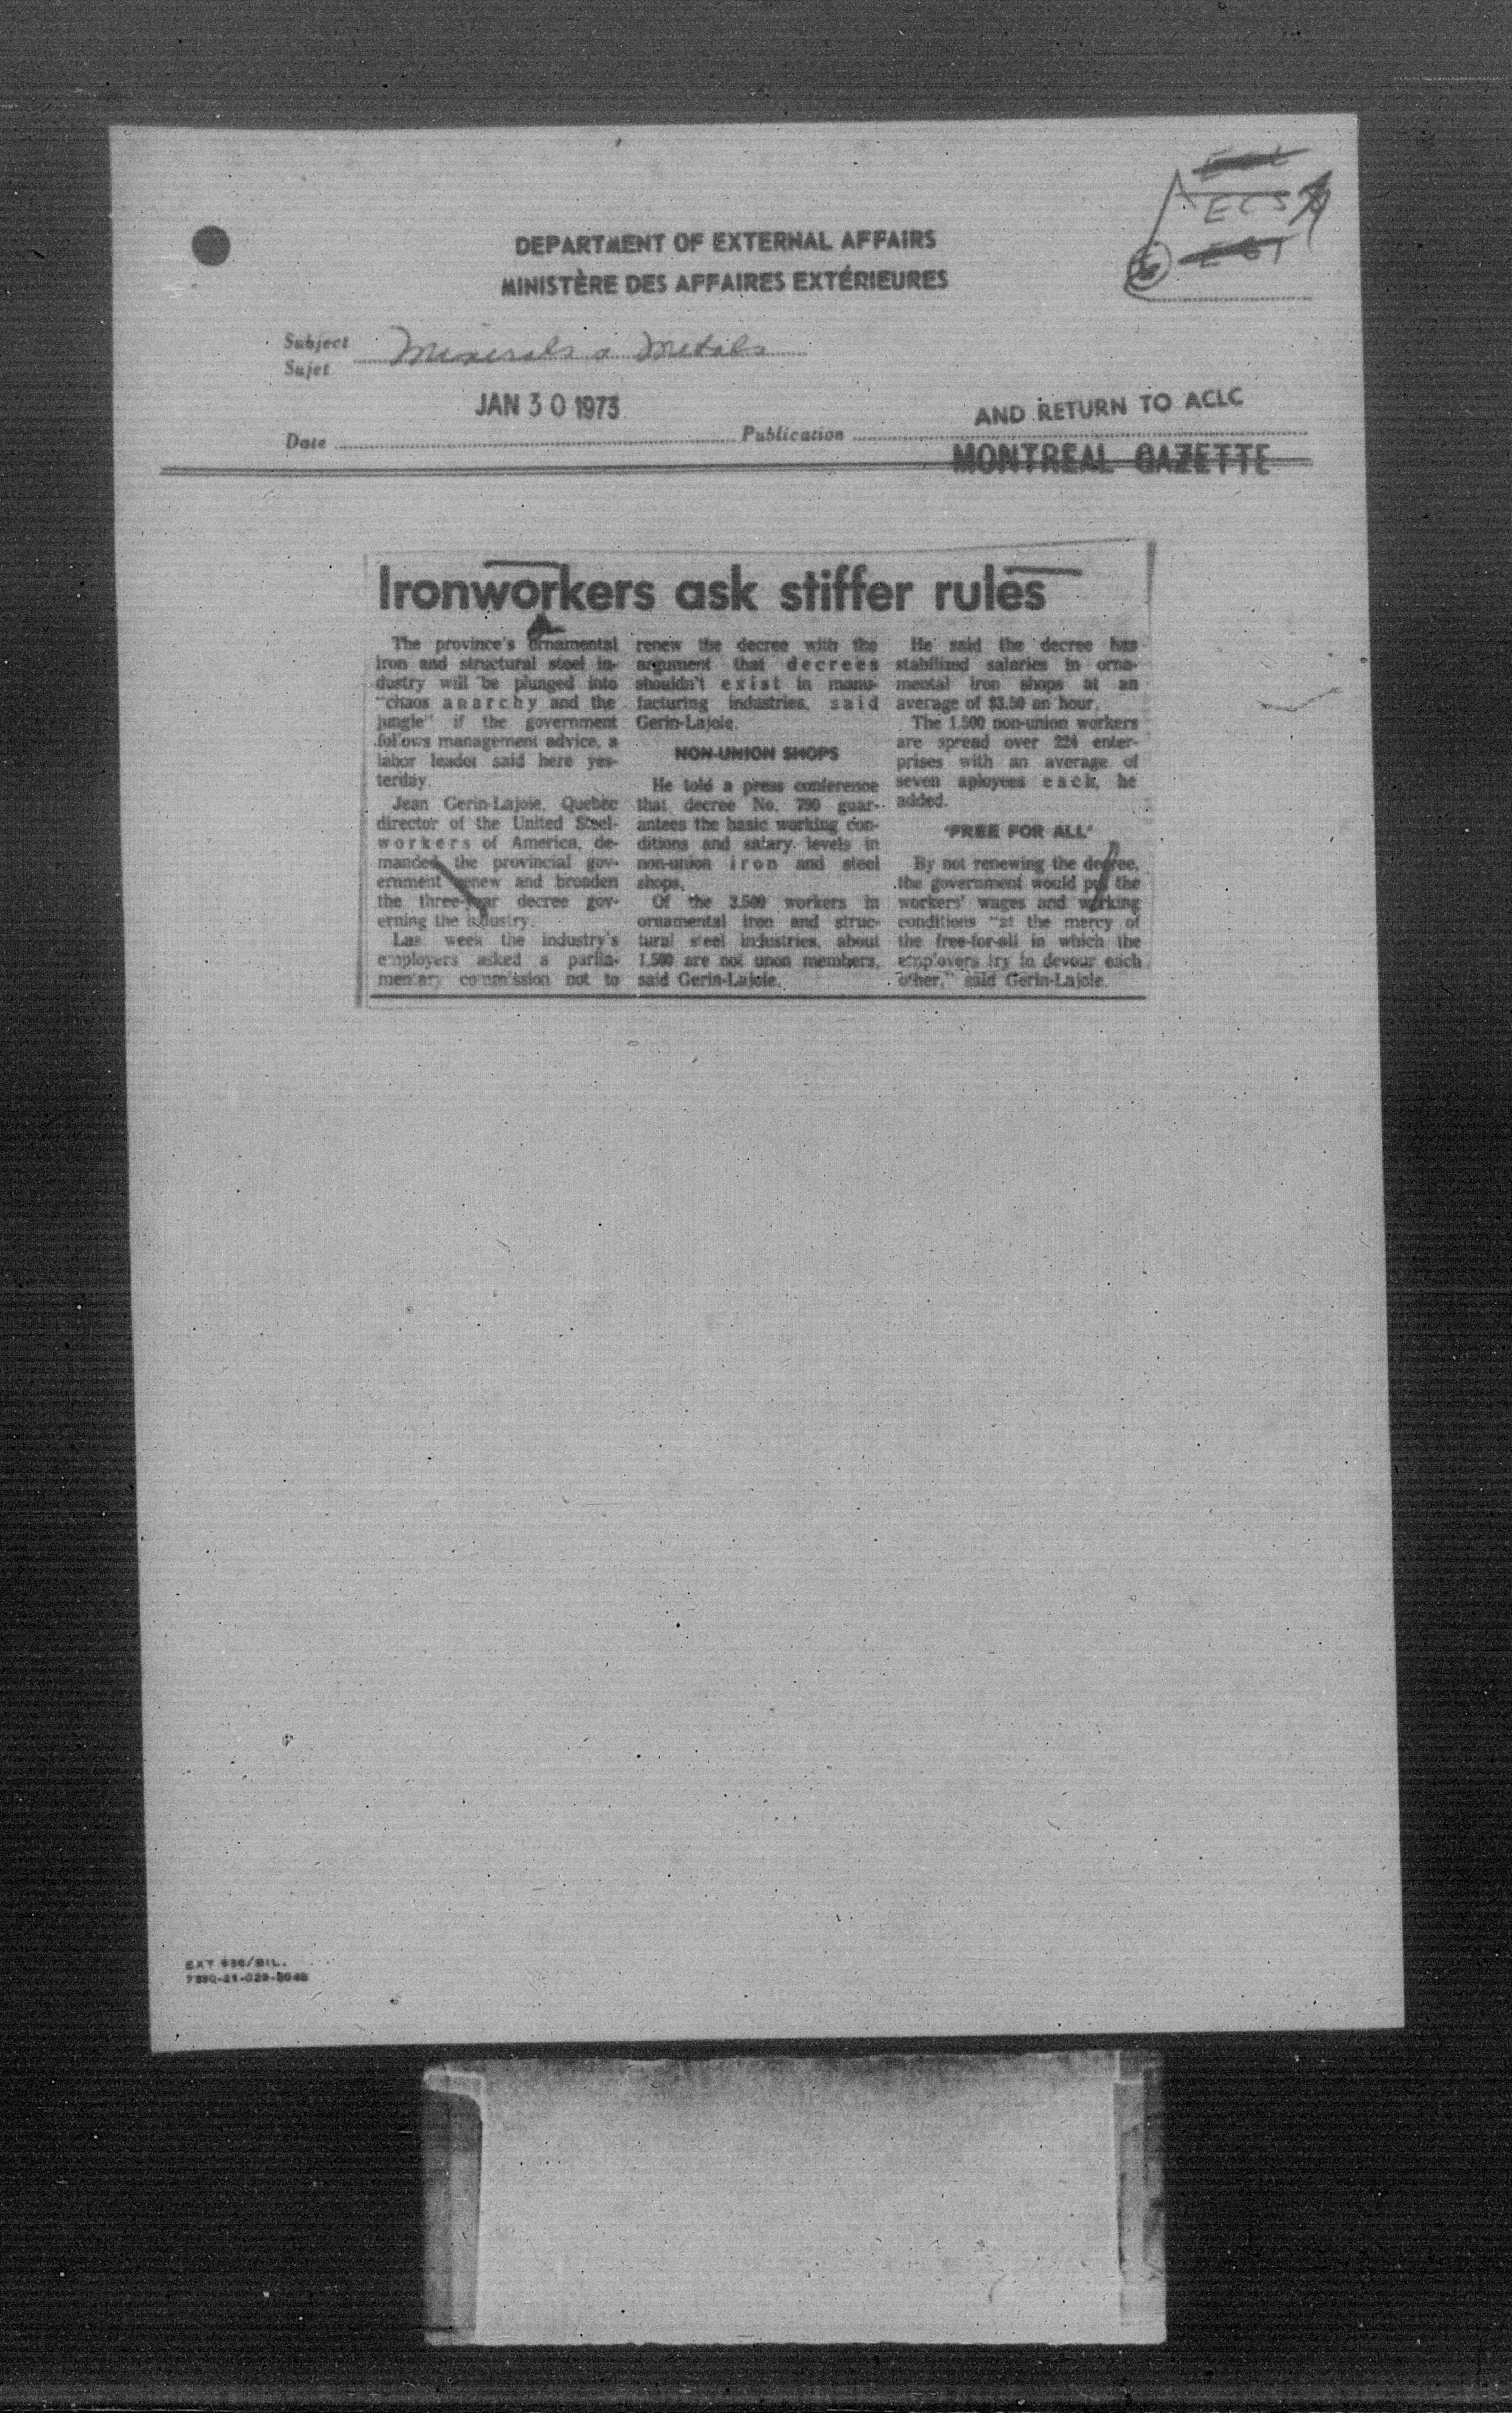 ECS
DEPARTMENT OF EXTERNAL AFFAIRS
MINISTÈRE DES AFFAIRES EXTÉRIEURES
Subject
Sujet
Minerals & Metals
JAN 30 1973
AND RETURN TO ACLC
Date
Publication
MONTREAL GAZETTE
Ironworkers ask stiffer rules
The province's ornamental
iron and structural steel in-
dustry will be plunged into
"chaos anarchy and the
jungle" if the government
follows management advice, a
labor leader said here yes-
terday.
Jean Gerin-Lajoie, Quebec
director of the United Steel-
workers of America, de-
manded the provincial gov-
ernment renew and broaden
the three-year decree gov-
erning the industry.
Las week the industry's
employers asked a parlia-
mentary commission not to
renew the decree with the
argument that decrees
shouldn't exist in manu-
facturing industries, said
Gerin-Lajoie.
NON-UNION SHOPS
He told a press conference
that decree No. 790 guar-
antees the basic working con-
ditions and salary levels in
non-union iron and steel
shops.
Of the 3,500 workers in
ornamental iron and struc-
tural steel industries, about
1,500 are not unon members,
said Gerin-Lajoie.
He said the decree has
stabilized salaries in orna-
mental iron shops at an
average of $3.50 an hour.
The 1,500 non-union workers
are spread over 224 enter-
prises with an average of
seven aployees each, he
added.
'FREE FOR ALL'
By not renewing the degree,
the government would put the
workers' wages and working
conditions "at the mercy of
the free-for-all in which the
employers try to devour each
other," said Gerin-Lajoie.
EXT 936/BIL.